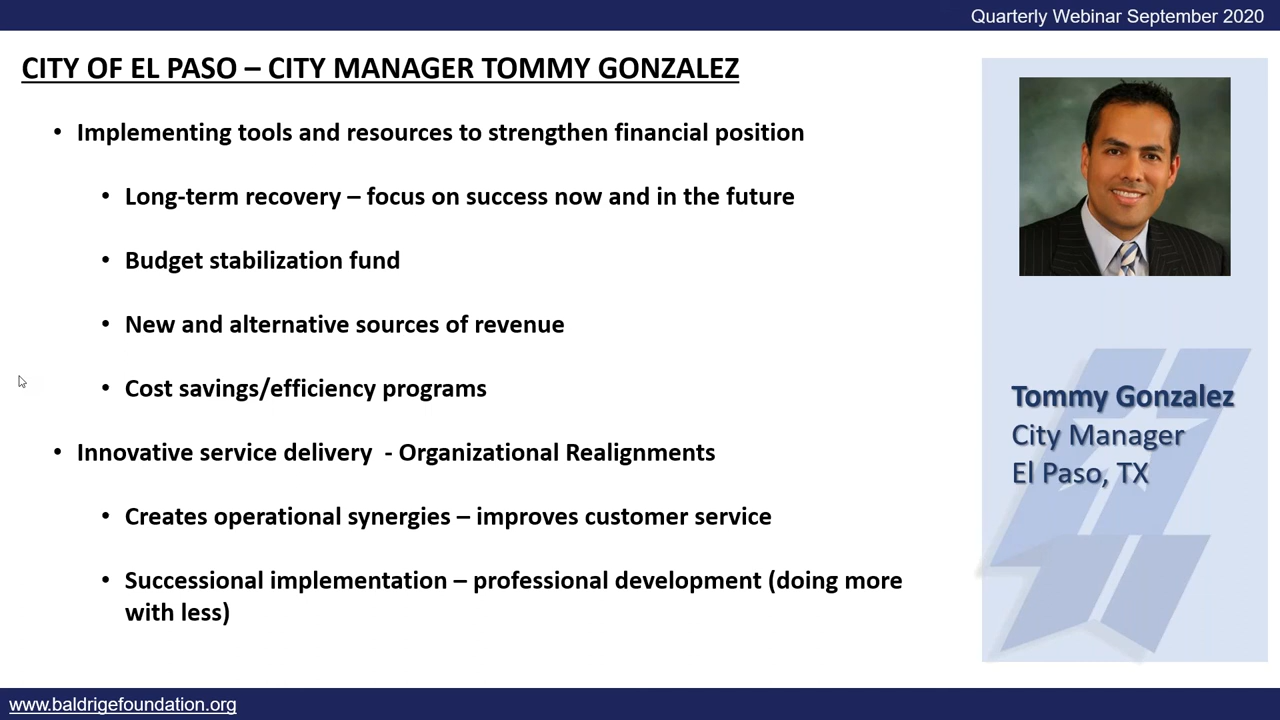 Quarterly Webinar September 2020
CITY OF EL PASO – CITY MANAGER TOMMY GONZALEZ
• Implementing tools and resources to strengthen financial position
• Long-term recovery – focus on success now and in the future
• Budget stabilization fund
• New and alternative sources of revenue
• Cost savings/efficiency programs
• Innovative service delivery  - Organizational Realignments
• Creates operational synergies – improves customer service
• Successional implementation – professional development (doing more
with less)
Tommy Gonzalez
City Manager
El Paso, TX
www.baldrigefoundation.org